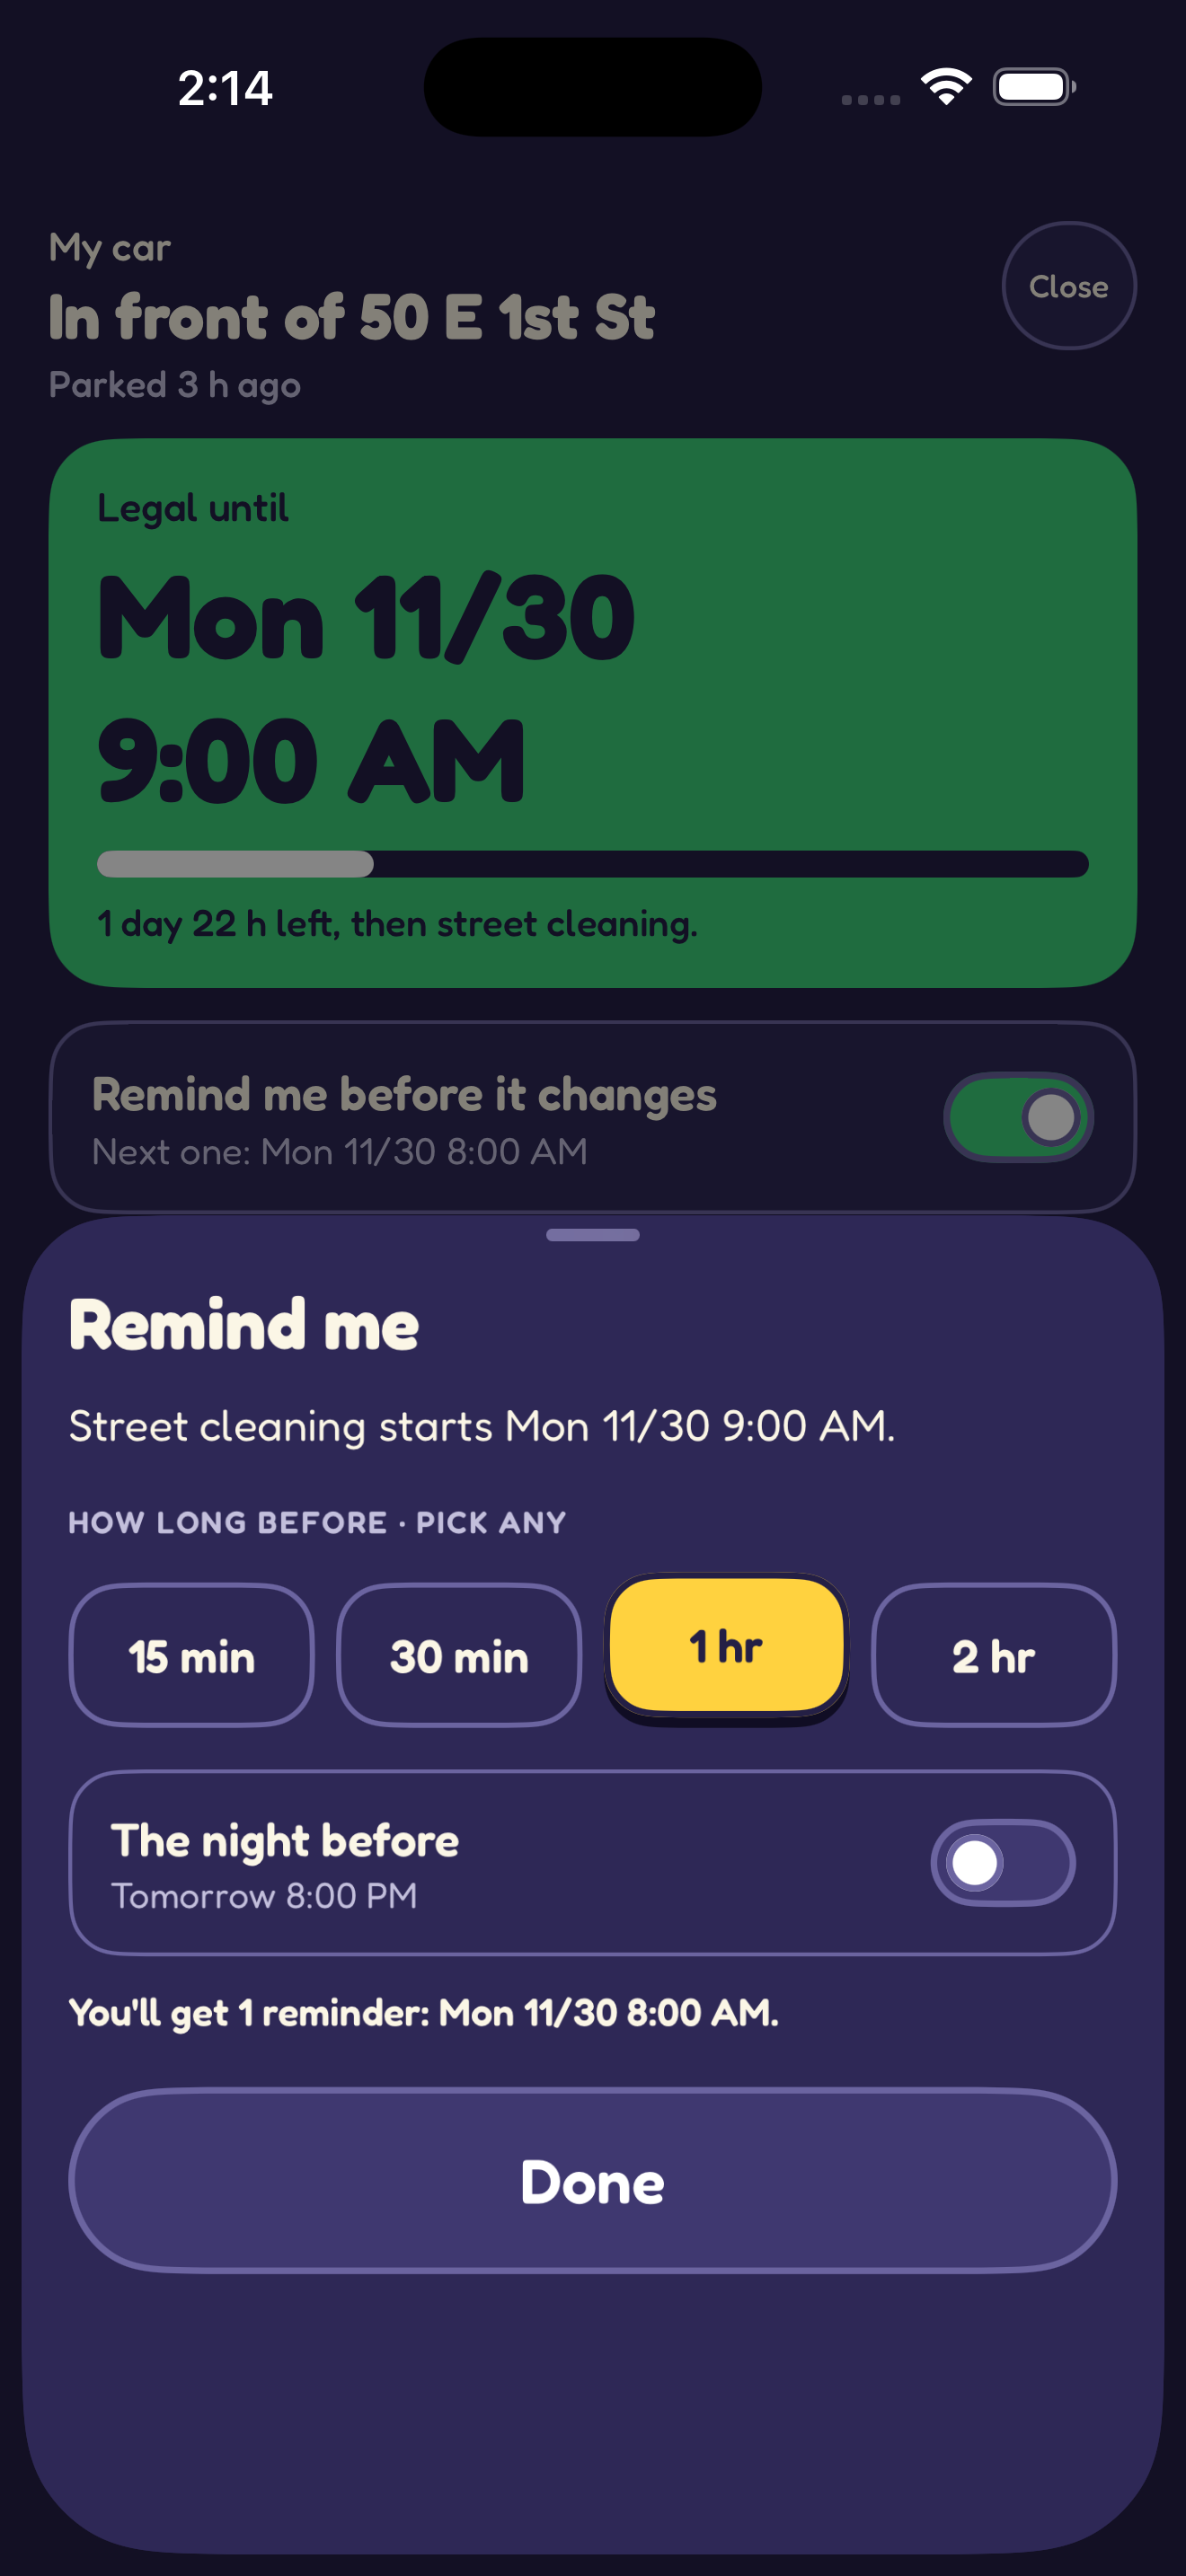 2:14
My car
In front of 50 E 1st St
Parked 3 h ago
Close
Legal until
Mon 11/30
9:00 AM
1 day 22 h left, then street cleaning.
Remind me before it changes
Next one: Mon 11/30 8:00 AM
Remind me
Street cleaning starts Mon 11/30 9:00 AM.
HOW LONG BEFORE · PICK ANY
15 min
30 min
1 hr
2 hr
The night before
Tomorrow 8:00 PM
You'll get 1 reminder: Mon 11/30 8:00 AM.
Done